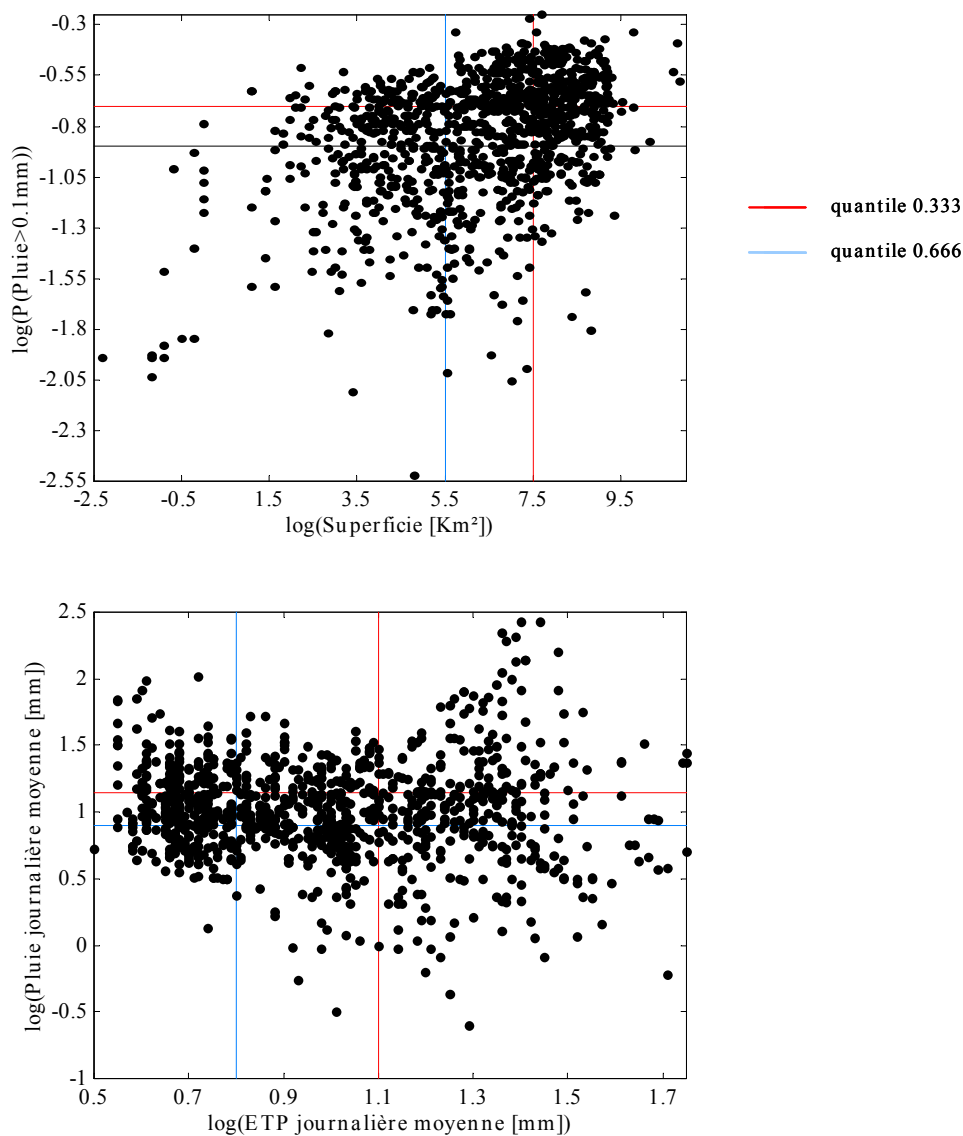 -0.3
-0.55
-0.8
-1.05
-1.3
-1.55
-1.8
-2.05
-2.3
-2.55
log(P(Pluie>0.1mm))
-2.5 -0.5 1.5 3.5 5.5 7.5 9.5
log(Superficie [Km²])
quantile 0.333
quantile 0.666
2.5
2
1.5
1
0.5
0
-0.5
-1
log(Pluie journalière moyenne [mm])
0.5 0.7 0.9 1.1 1.3 1.5 1.7
log(ETP journalière moyenne [mm])